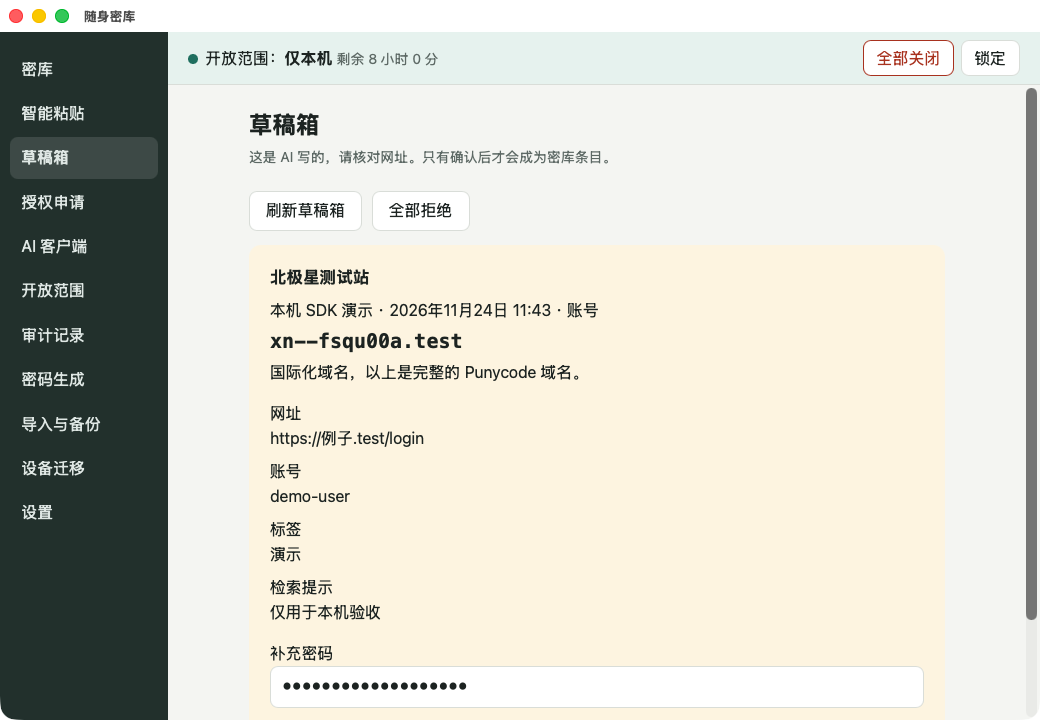 随身密库
密库
智能粘贴
草稿箱
授权申请
AI 客户端
开放范围
审计记录
密码生成
导入与备份
设备迁移
设置
开放范围：仅本机 剩余 8 小时 0 分
全部关闭
锁定
草稿箱
这是 AI 写的，请核对网址。只有确认后才会成为密库条目。
刷新草稿箱
全部拒绝
北极星测试站
本机 SDK 演示 · 2026年11月24日 11:43 · 账号
xn--fsqu00a.test
国际化域名，以上是完整的 Punycode 域名。
网址
https://例子.test/login
账号
demo-user
标签
演示
检索提示
仅用于本机验收
补充密码
•••••••••••••••••••